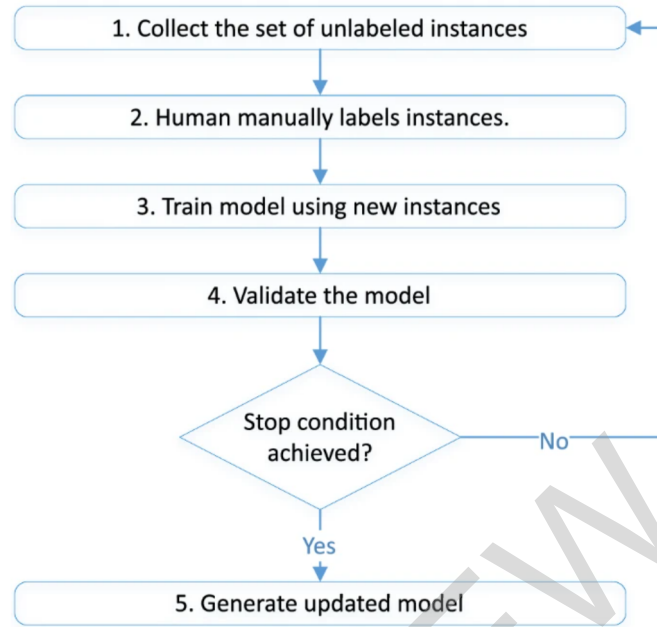 1. Collect the set of unlabeled instances
2. Human manually labels instances.
3. Train model using new instances
4. Validate the model
Stop condition
achieved?
No
Yes
5. Generate updated model
EW